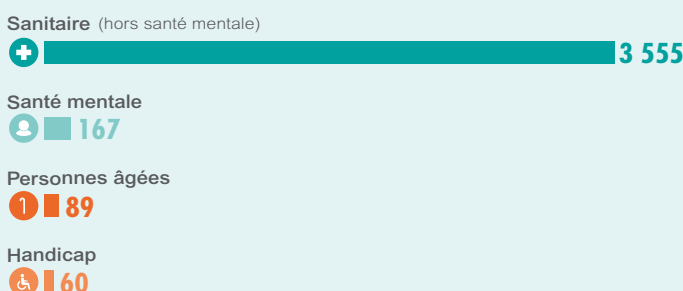 Sanitaire (hors santé mentale)
3 555
Santé mentale
167
Personnes âgées
89
Handicap
60